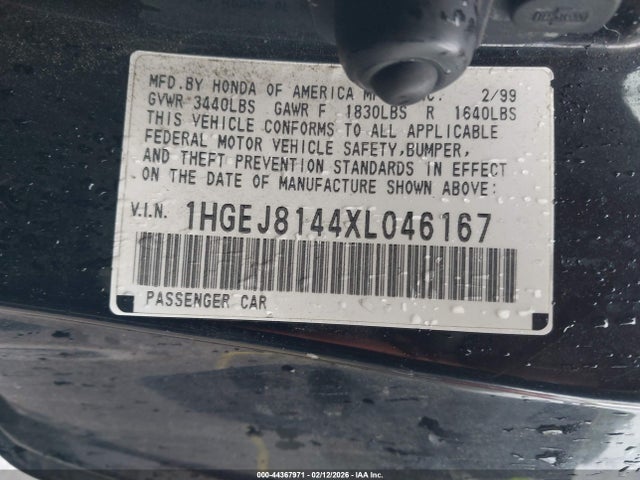 MFD.BY HONDA OF AMERICA MF 2/99
GVWR 3440LBS GAWR F 1830LBS R 1640LBS
THIS VEHICLE CONFORMS TO ALL APPLICABLE
FEDERAL MOTOR VEHICLE SAFETY,BUMPER,
AND THEFT PREVENTION STANDARDS IN EFFECT
ON THE DATE OF MANUFACTURE SHOWN ABOVE:
V.I.N. 1HGEJ8144XL046167
PASSENGER CAR
000-44367971 - 02/12/2026 - IAA Inc.